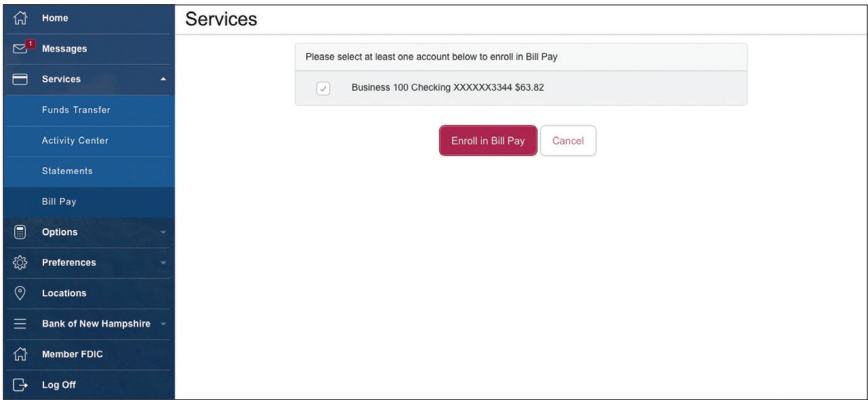 Home
1
Messages
Services
Funds Transfer
Activity Center
Statements
Bill Pay
Options
Preferences
Locations
Bank of New Hampshire
Member FDIC
Log Off
Services
Please select at least one account below to enroll in Bill Pay
Business 100 Checking XXXXXX3344 $63.82
Enroll in Bill Pay
Cancel